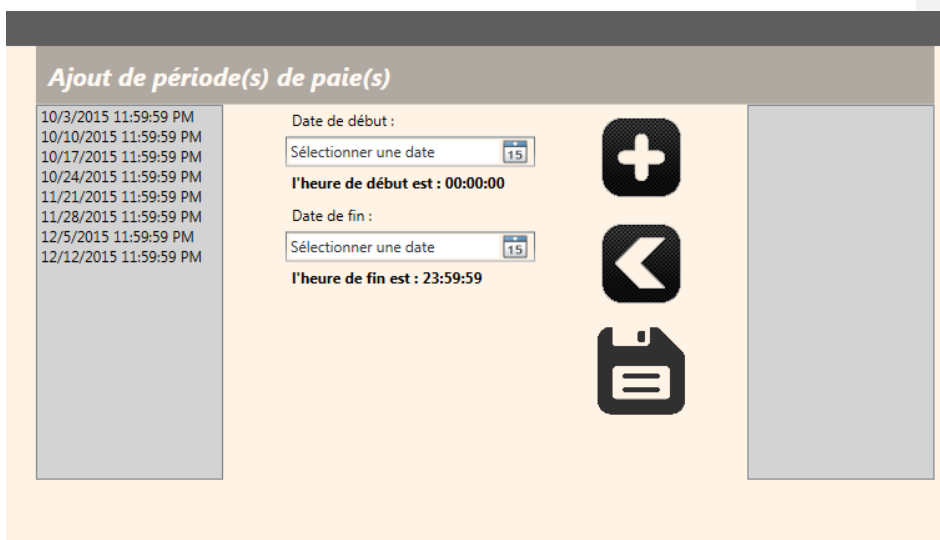 Ajout de période(s) de paie(s)
10/3/2015 11:59:59 PM
10/10/2015 11:59:59 PM
10/17/2015 11:59:59 PM
10/24/2015 11:59:59 PM
11/21/2015 11:59:59 PM
11/28/2015 11:59:59 PM
12/5/2015 11:59:59 PM
12/12/2015 11:59:59 PM
Date de début :
Sélectionner une date 15
l'heure de début est : 00:00:00
Date de fin :
Sélectionner une date 15
l'heure de fin est : 23:59:59